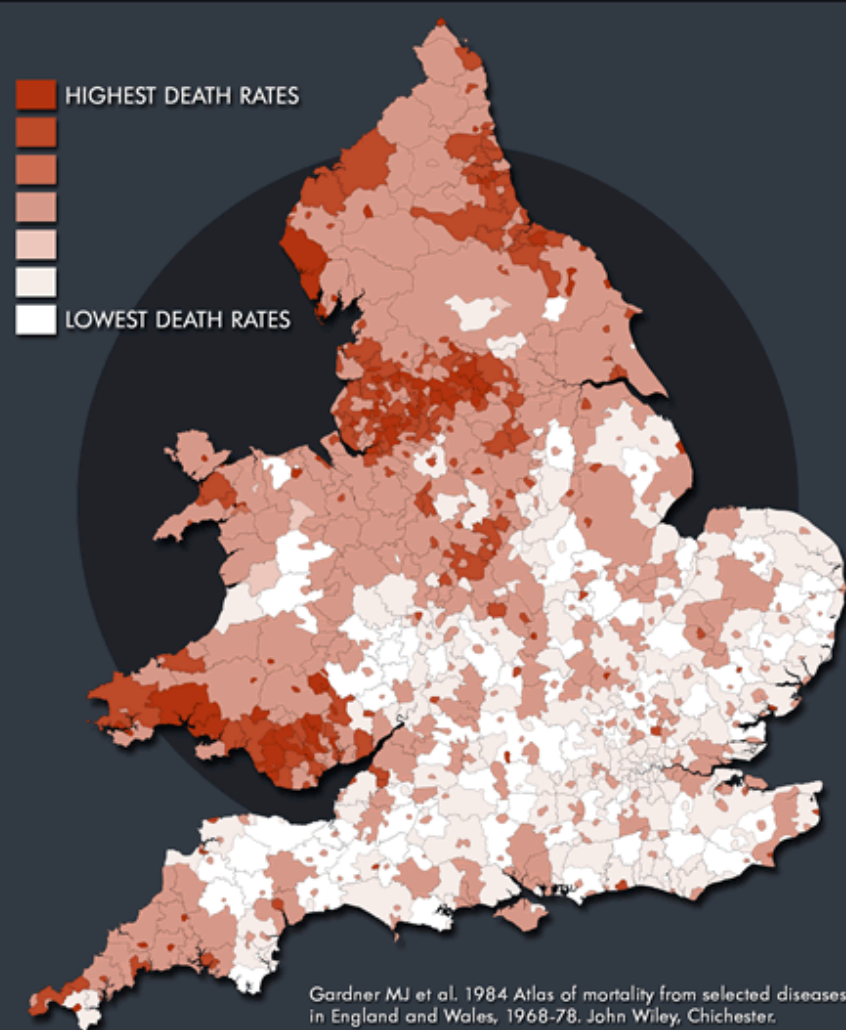 HIGHEST DEATH RATES
LOWEST DEATH RATES
Gardner MJ et al. 1984 Atlas of mortality from selected diseases
in England and Wales, 1968-78. John Wiley, Chichester.